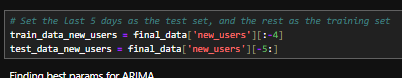 # Set the last 5 days as the test set, and the rest as the training set
train_data_new_users = final_data['new_users'][:-4]
test_data_new_users = final_data['new_users'][-5:]
Finding best params for ARIMA